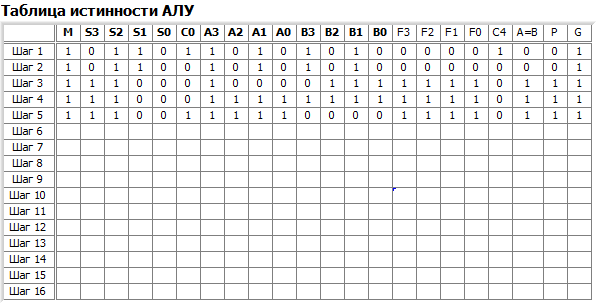 Таблица истинности АЛУ
M S3 S2 S1 S0 C0 A3 A2 A1 A0 B3 B2 B1 B0 F3 F2 F1 F0 C4 A=B P G
Шаг 1 1 0 1 1 0 1 1 0 1 0 1 0 1 0 0 0 0 0 1 0 0 1
Шаг 2 1 0 1 1 0 0 1 0 1 0 1 0 1 0 0 0 0 0 0 0 0 1
Шаг 3 1 1 1 0 0 0 1 0 0 0 0 1 1 1 1 1 1 1 0 1 1 1
Шаг 4 1 1 1 0 0 0 1 1 1 1 1 1 1 1 1 1 1 1 0 1 1 1
Шаг 5 1 1 1 0 0 1 1 1 1 1 0 0 0 0 1 1 1 1 0 1 1 1
Шаг 6
Шаг 7
Шаг 8
Шаг 9
Шаг 10
Шаг 11
Шаг 12
Шаг 13
Шаг 14
Шаг 15
Шаг 16